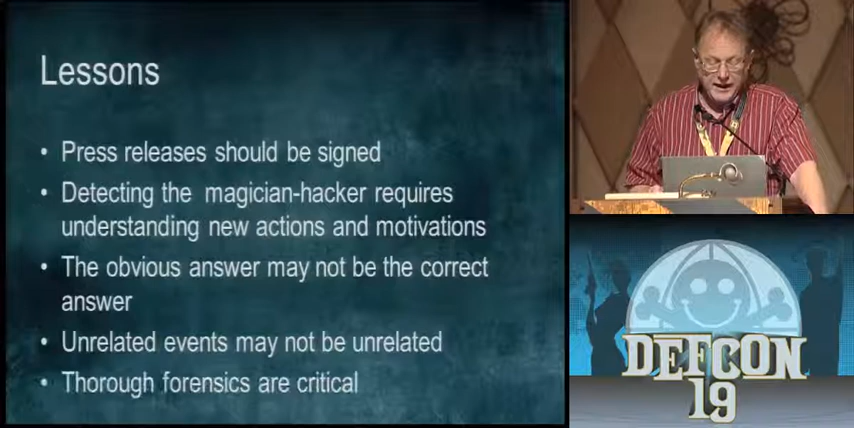 Lessons
• Press releases should be signed
• Detecting the magician-hacker requires
understanding new actions and motivations
• The obvious answer may not be the correct
answer
• Unrelated events may not be unrelated
• Thorough forensics are critical
DEFCON
19